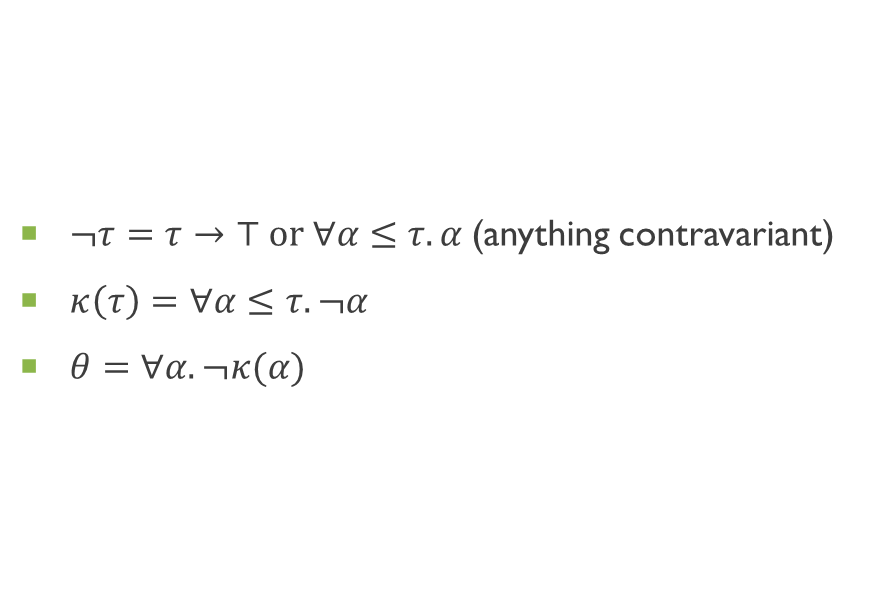 ¬𝜏 = 𝜏 → ⊤ or ∀𝛼 ≤ 𝜏. 𝛼 (anything contravariant)
𝜅(𝜏) = ∀𝛼 ≤ 𝜏. ¬𝛼
𝜃 = ∀𝛼. ¬𝜅(𝛼)